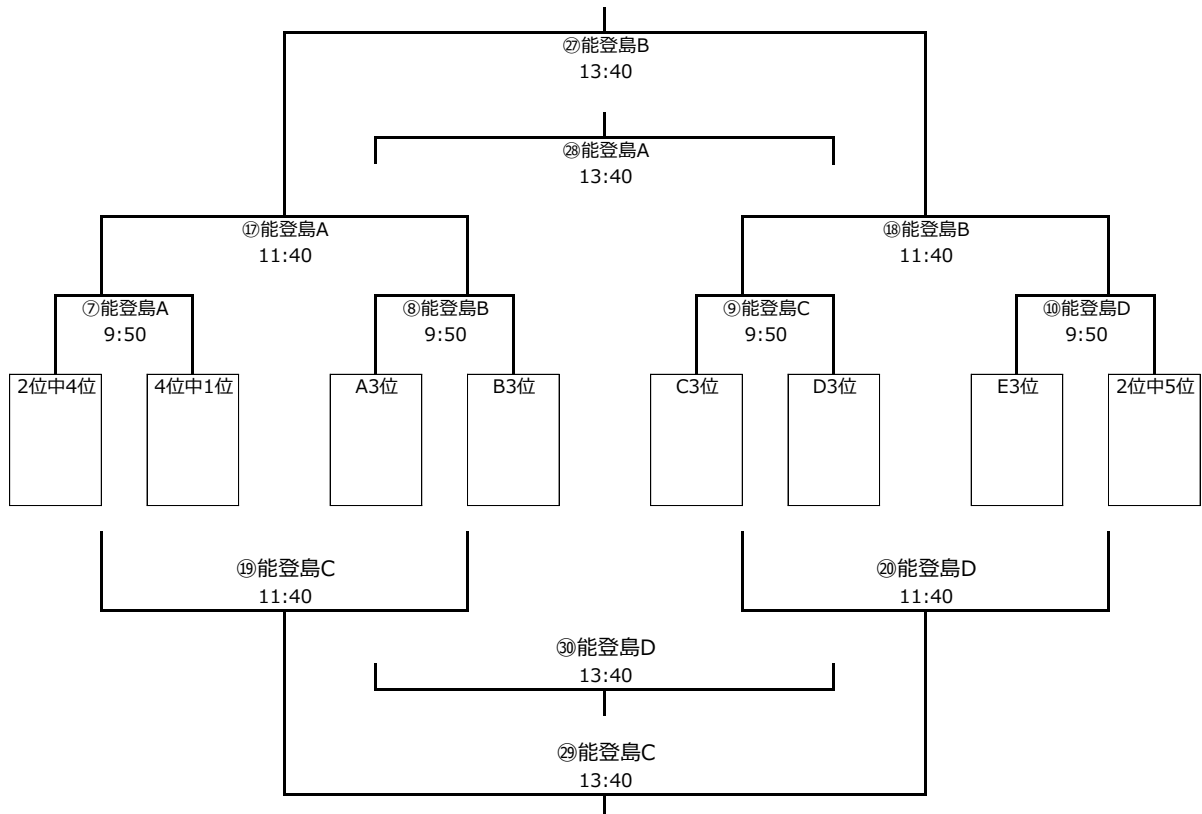 ㉗能登島B
13:40
㉘能登島A
13:40
⑰能登島A
11:40
⑱能登島B
11:40
⑦能登島A
9:50
⑧能登島B
9:50
⑨能登島C
9:50
⑩能登島D
9:50
2位中4位
4位中1位
A3位
B3位
C3位
D3位
E3位
2位中5位
⑲能登島C
11:40
⑳能登島D
11:40
㉚能登島D
13:40
㉙能登島C
13:40